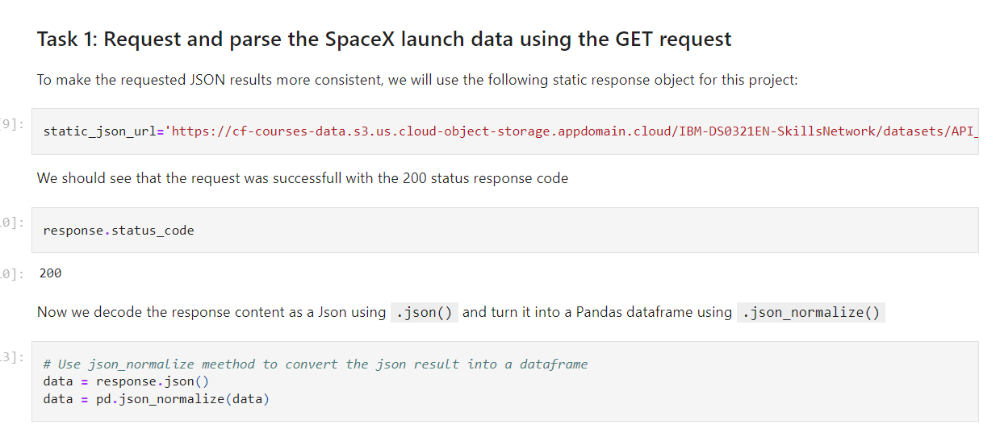 Task 1: Request and parse the SpaceX launch data using the GET request
To make the requested JSON results more consistent, we will use the following static response object for this project:
9]: static_json_url='https://cf-courses-data.s3.us.cloud-object-storage.appdomain.cloud/IBM-DS0321EN-SkillsNetwork/datasets/API_
We should see that the request was successfull with the 200 status response code
0]: response.status_code
0]: 200
Now we decode the response content as a Json using .json() and turn it into a Pandas dataframe using .json_normalize()
3]: # Use json_normalize meethod to convert the json result into a dataframe
data = response.json()
data = pd.json_normalize(data)